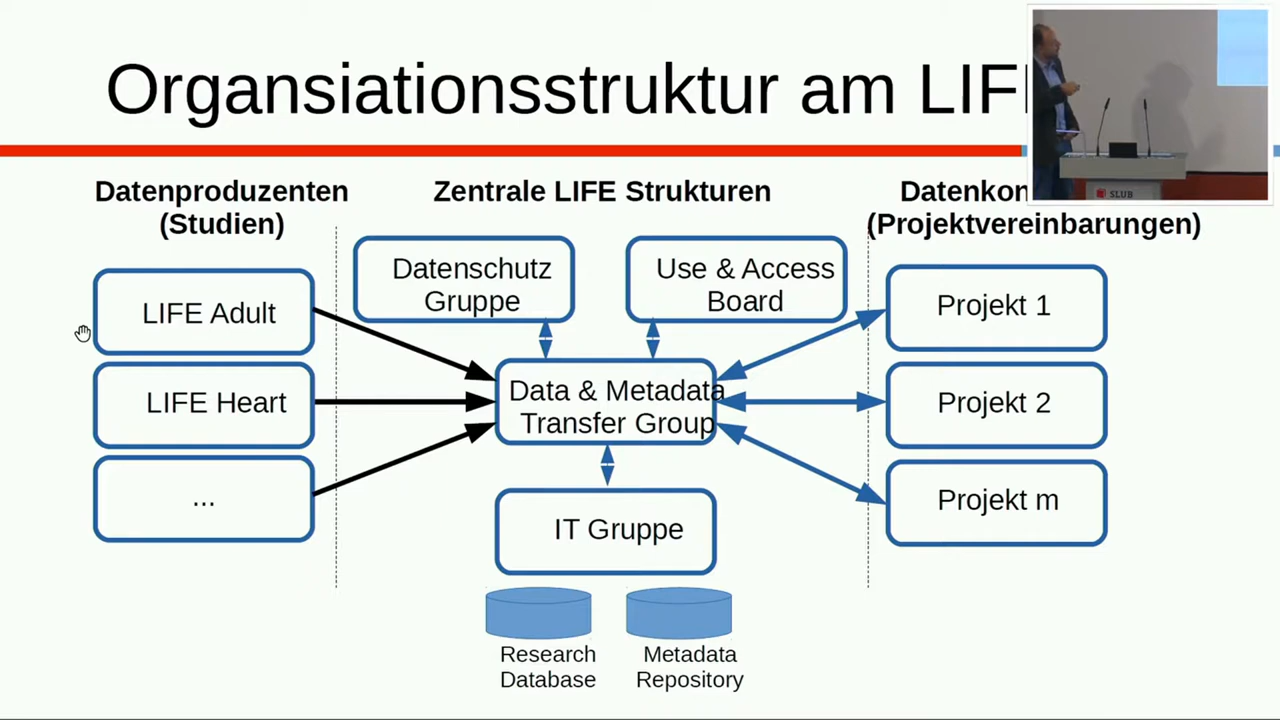 Organsiationsstruktur am LIF
Datenproduzenten
(Studien)
Zentrale LIFE Strukturen
(Projektvereinbarungen)
LIFE Adult
LIFE Heart
...
Datenschutz
Gruppe
Use & Access
Board
Data & Metadata
Transfer Group
IT Gruppe
Research
Database
Metadata
Repository
Projekt 1
Projekt 2
Projekt m
SLUB